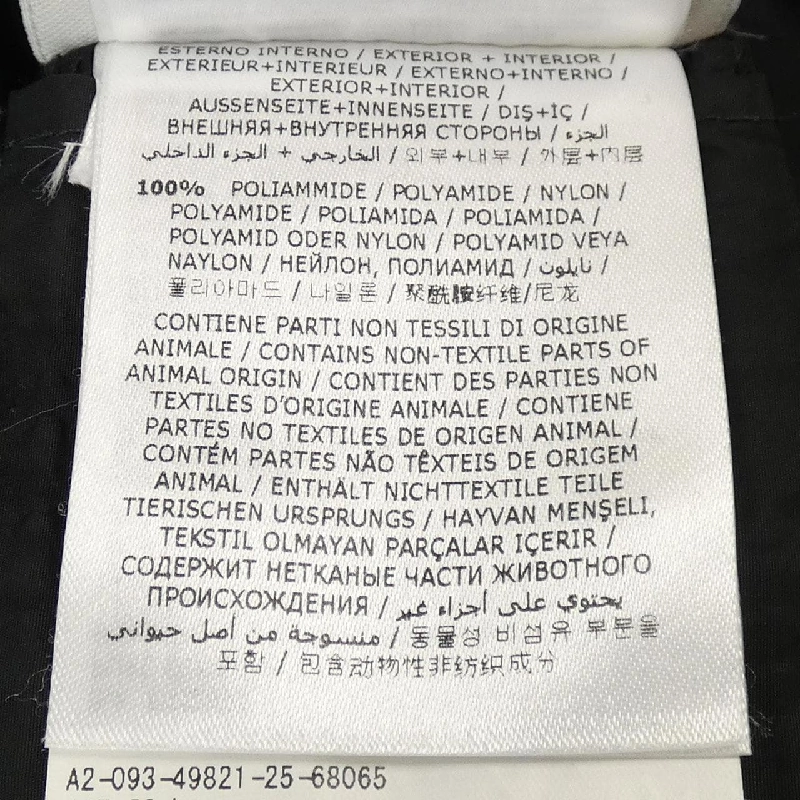 ESTERNO INTERNO / EXTERIOR + INTERIOR /
EXTERIEUR+INTERIEUR / EXTERNO+INTERNO /
EXTERIOR+INTERIOR /
AUSSENSEITE+INNENSEITE / DIŞ+İÇ /
ВНЕШНЯЯ+ВНУТРЕННЯЯ СТОРОНЫ / الجزء
الخارجي + الجزء الداخلي / 외부+내부 / 外层+内层
100% POLIAMMIDE / POLYAMIDE / NYLON /
POLYAMIDE / POLIAMIDA / POLIAMIDA /
POLYAMID ODER NYLON / POLYAMID VEYA
NAYLON / НЕЙЛОН, ПОЛИАМИД / نايلون /
폴리아마드 / 나일론 / 聚酰胺纤维/尼龙
CONTIENE PARTI NON TESSILI DI ORIGINE
ANIMALE / CONTAINS NON-TEXTILE PARTS OF
ANIMAL ORIGIN / CONTIENT DES PARTIES NON
TEXTILES D'ORIGINE ANIMALE / CONTIENE
PARTES NO TEXTILES DE ORIGEN ANIMAL /
CONTÉM PARTES NÃO TÊXTEIS DE ORIGEM
ANIMAL / ENTHÄLT NICHTTEXTILE TEILE
TIERISCHEN URSPRUNGS / HAYVAN MENŞELİ,
TEKSTIL OLMAYAN PARÇALAR IÇERIR /
СОДЕРЖИТ НЕТКАНЫЕ ЧАСТИ ЖИВОТНОГО
ПРОИСХОЖДЕНИЯ / يحتوي على أجزاء غير
منسوجة من أصل حيواني / 동물성 비섬유 부분을
포함 / 包含动物性非纺织成分
A2-093-49821-25-68065